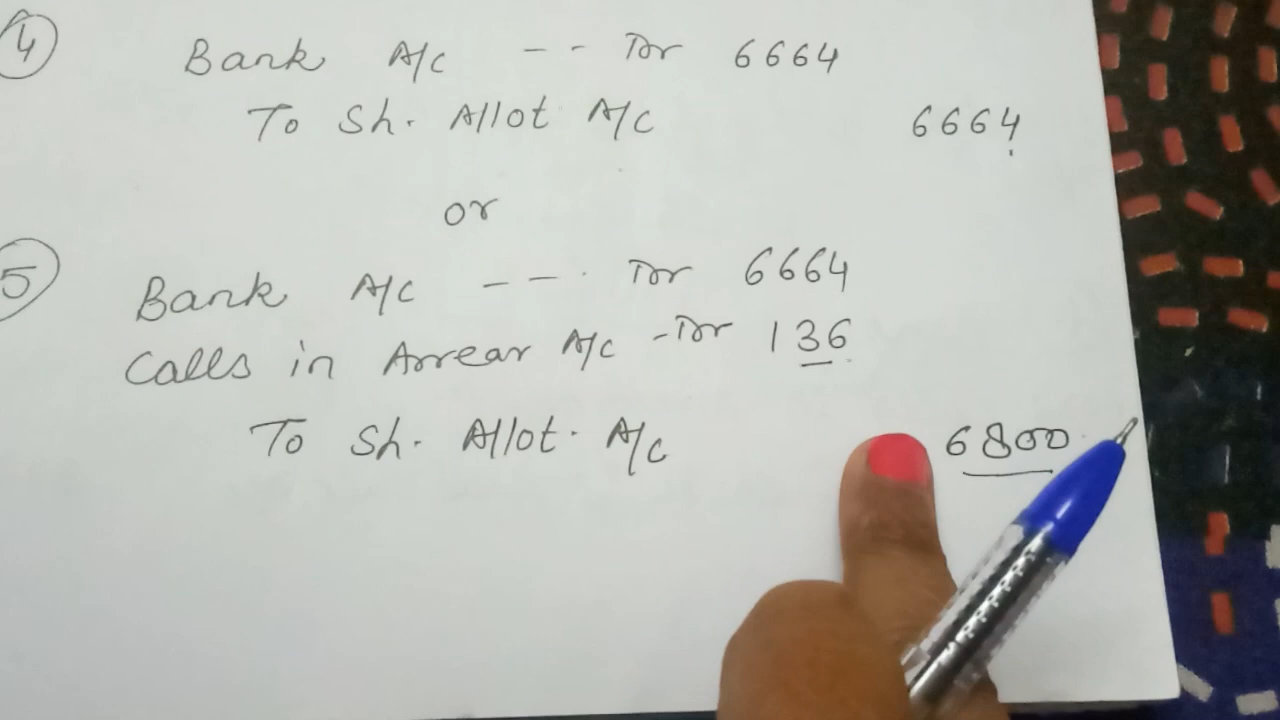 4 Bank A/c -- Dr 6664
To Sh. Allot A/c 6664
or
5 Bank A/c --. Dr 6664
Calls in Arrear A/c - Dr 136
To Sh. Allot. A/c 6800